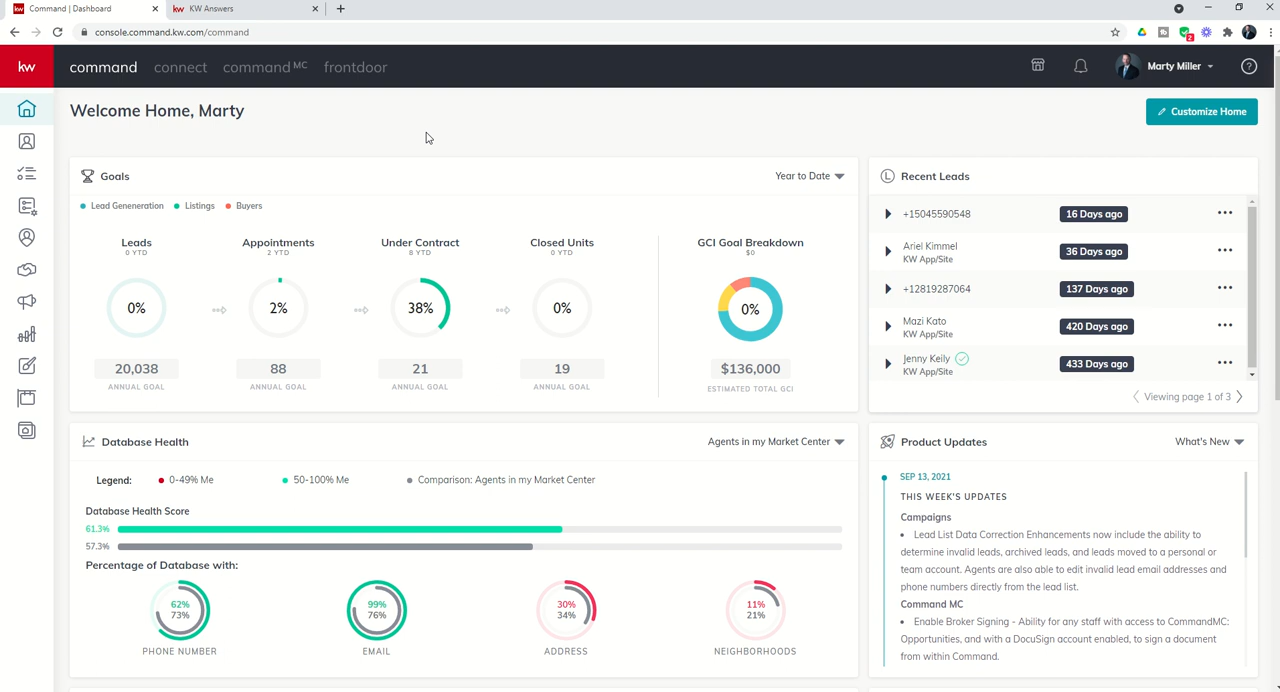 Command | Dashboard
KW Answers
console.command.kw.com/command
kw command connect command MC frontdoor
Marty Miller
Welcome Home, Marty
Customize Home
Goals
Year to Date
Lead Geneneration Listings Buyers
Leads
0 YTD
0%
20,038
ANNUAL GOAL
Appointments
2 YTD
2%
88
ANNUAL GOAL
Under Contract
8 YTD
38%
21
ANNUAL GOAL
Closed Units
0 YTD
0%
19
ANNUAL GOAL
GCI Goal Breakdown
$0
0%
$136,000
ESTIMATED TOTAL GCI
Recent Leads
+15045590548 16 Days ago
Ariel Kimmel 36 Days ago
KW App/Site
+12819287064 137 Days ago
Mazi Kato 420 Days ago
KW App/Site
Jenny Keily 433 Days ago
KW App/Site
Viewing page 1 of 3
Database Health
Agents in my Market Center
Legend: 0-49% Me 50-100% Me Comparison: Agents in my Market Center
Database Health Score
61.3%
57.3%
Percentage of Database with:
62%
73%
PHONE NUMBER
99%
76%
EMAIL
30%
34%
ADDRESS
11%
21%
NEIGHBORHOODS
Product Updates
What's New
SEP 13, 2021
THIS WEEK'S UPDATES
Campaigns
• Lead List Data Correction Enhancements now include the ability to
determine invalid leads, archived leads, and leads moved to a personal or
team account. Agents are also able to edit invalid lead email addresses and
phone numbers directly from the lead list.
Command MC
• Enable Broker Signing - Ability for any staff with access to CommandMC:
Opportunities, and with a DocuSign account enabled, to sign a document
from within Command.